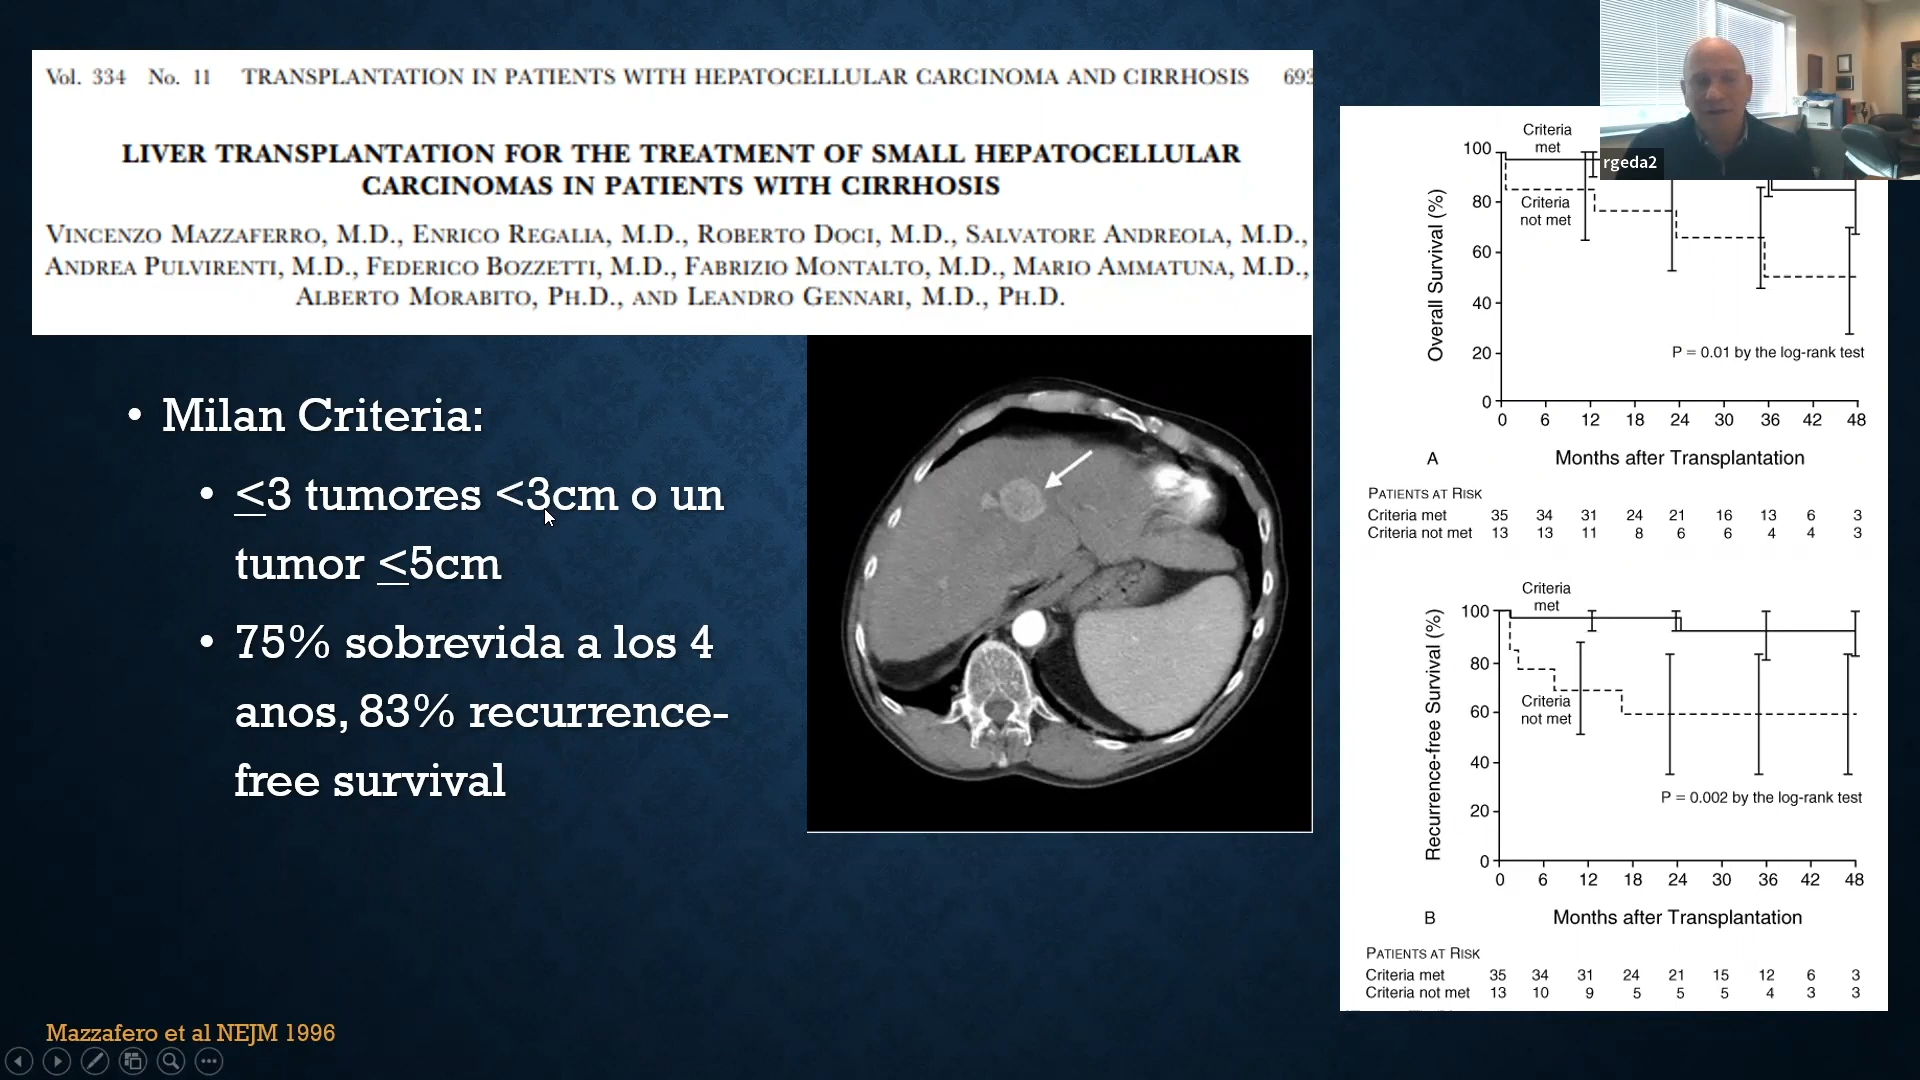 Vol. 334 No. 11 TRANSPLANTATION IN PATIENTS WITH HEPATOCELLULAR CARCINOMA AND CIRRHOSIS 693
LIVER TRANSPLANTATION FOR THE TREATMENT OF SMALL HEPATOCELLULAR
CARCINOMAS IN PATIENTS WITH CIRRHOSIS
VINCENZO MAZZAFERRO, M.D., ENRICO REGALIA, M.D., ROBERTO DOCI, M.D., SALVATORE ANDREOLA, M.D.,
ANDREA PULVIRENTI, M.D., FEDERICO BOZZETTI, M.D., FABRIZIO MONTALTO, M.D., MARIO AMMATUNA, M.D.,
ALBERTO MORABITO, PH.D., AND LEANDRO GENNARI, M.D., PH.D.
• Milan Criteria:
• <3 tumores <3cm o un
tumor <5cm
• 75% sobrevida a los 4
anos, 83% recurrence-
free survival
Mazzafero et al NEJM 1996
rgeda2
Criteria
met
Criteria
not met
Overall Survival (%)
100
80
60
40
20
0
P = 0.01 by the log-rank test
0 6 12 18 24 30 36 42 48
A Months after Transplantation
PATIENTS AT RISK
Criteria met 35 34 31 24 21 16 13 6 3
Criteria not met 13 13 11 8 6 6 4 4 3
Criteria
met
Criteria
not met
Recurrence-free Survival (%)
100
80
60
40
20
0
P = 0.002 by the log-rank test
0 6 12 18 24 30 36 42 48
B Months after Transplantation
PATIENTS AT RISK
Criteria met 35 34 31 24 21 15 12 6 3
Criteria not met 13 10 9 5 5 5 4 3 3